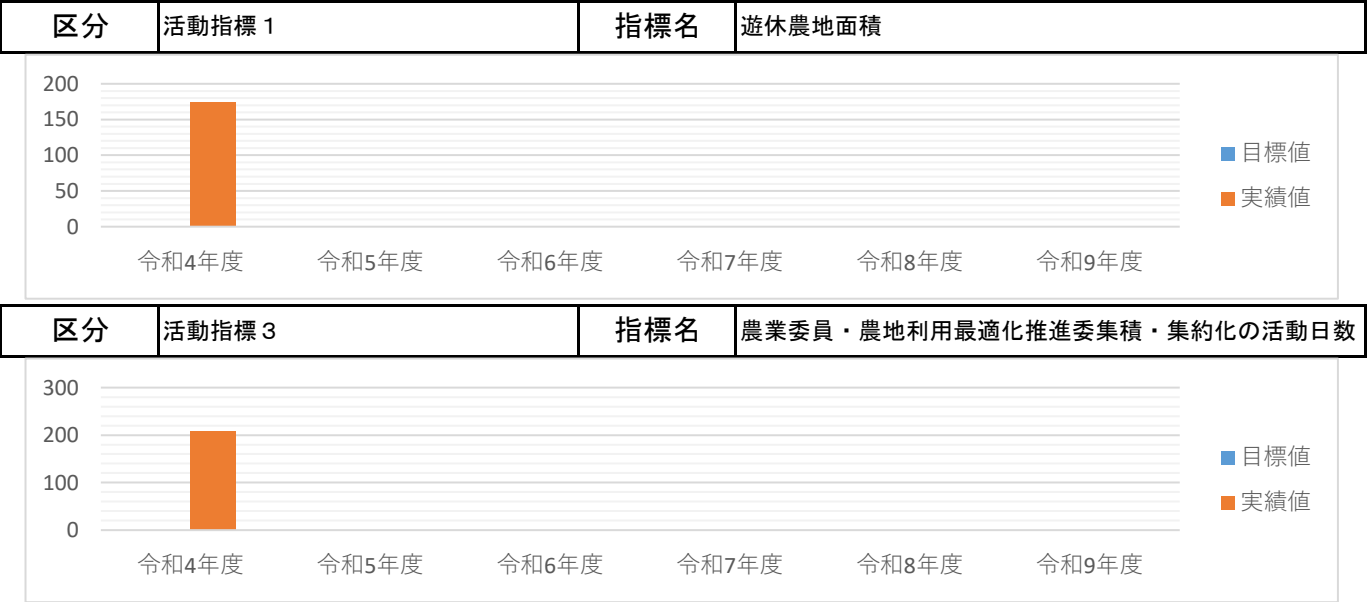 区分 活動指標１ 指標名 遊休農地面積
200
150
100
50
0
目標値
実績値
令和4年度 令和5年度 令和6年度 令和7年度 令和8年度 令和9年度
区分 活動指標３ 指標名 農業委員・農地利用最適化推進委集積・集約化の活動日数
300
200
100
0
目標値
実績値
令和4年度 令和5年度 令和6年度 令和7年度 令和8年度 令和9年度